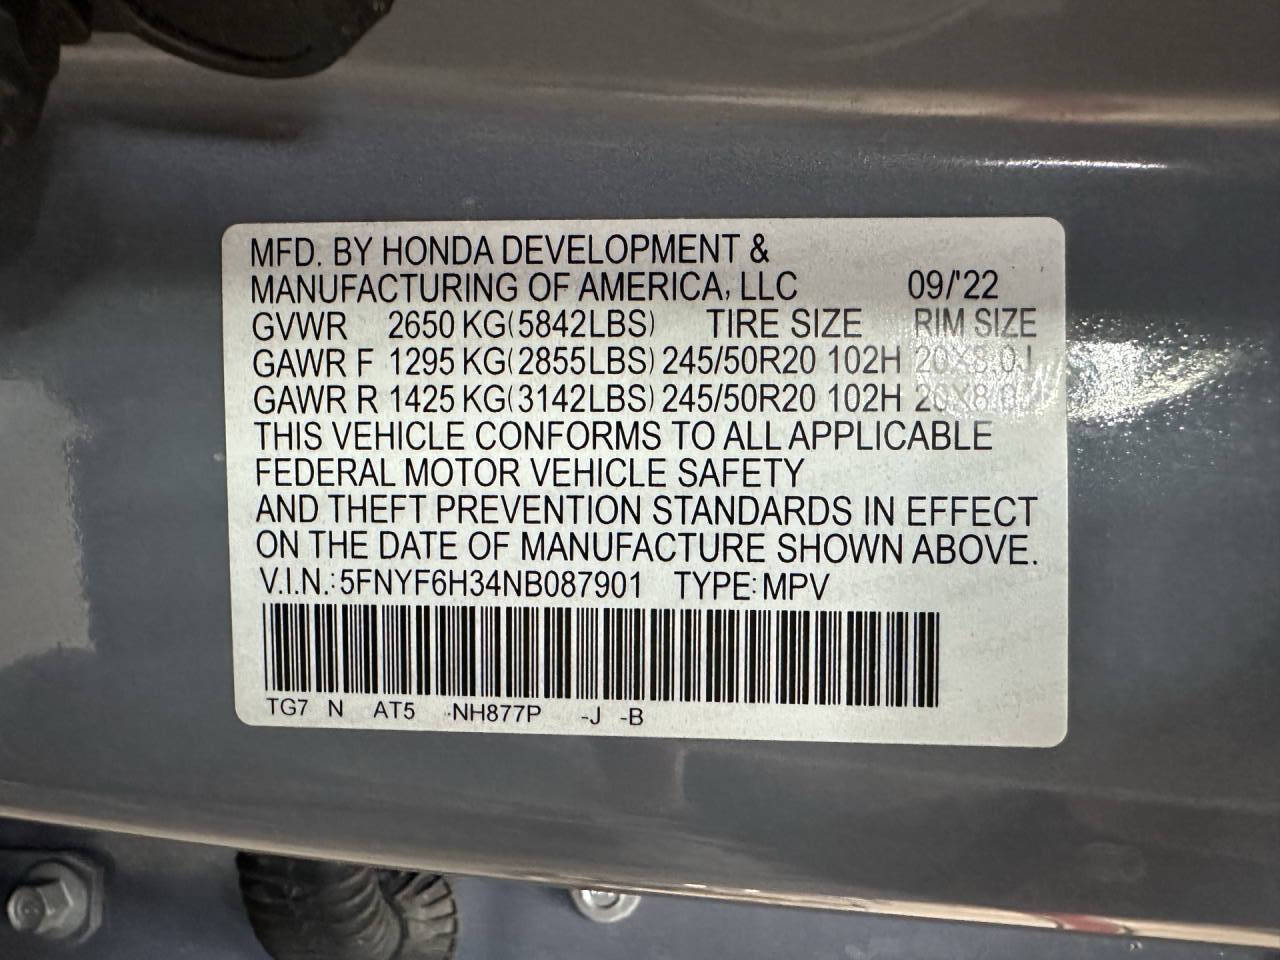 MFD. BY HONDA DEVELOPMENT &
MANUFACTURING OF AMERICA, LLC 09/'22
GVWR 2650 KG(5842LBS) TIRE SIZE RIM SIZE
GAWR F 1295 KG(2855LBS) 245/50R20 102H 20X8.0J
GAWR R 1425 KG(3142LBS) 245/50R20 102H
THIS VEHICLE CONFORMS TO ALL APPLICABLE
FEDERAL MOTOR VEHICLE SAFETY
AND THEFT PREVENTION STANDARDS IN EFFECT
ON THE DATE OF MANUFACTURE SHOWN ABOVE.
V.I.N.:5FNYF6H34NB087901 TYPE:MPV
TG7 N AT5 -NH877P -J -B